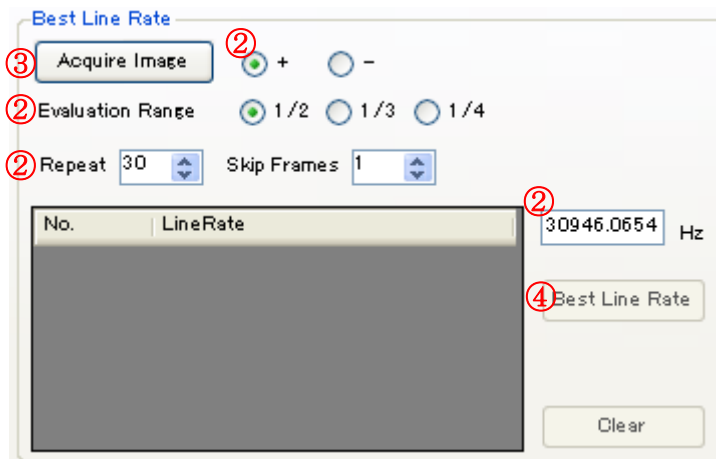 Best Line Rate
③ Acquire Image ② + -
② Evaluation Range 1/2 1/3 1/4
② Repeat 30 Skip Frames 1
No. LineRate
② 30946.0654 Hz
④ Best Line Rate
Clear